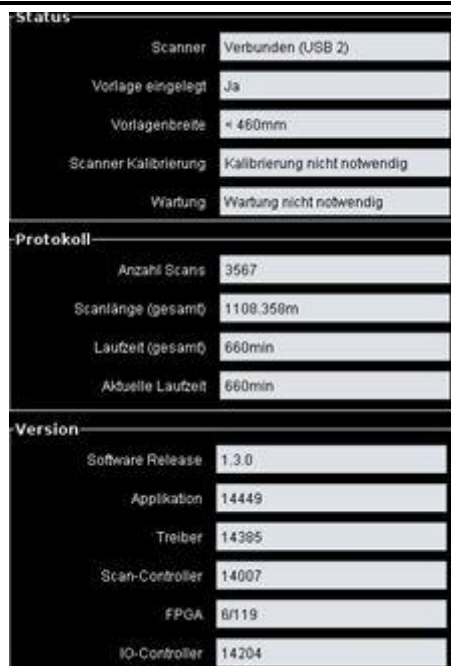 Status
Scanner Verbunden (USB 2)
Vorlage eingelegt Ja
Vorlagenbreite < 460mm
Scanner Kalibrierung Kalibrierung nicht notwendig
Wartung Wartung nicht notwendig
Protokoll
Anzahl Scans 3567
Scanlänge (gesamt) 1108.358m
Laufzeit (gesamt) 660min
Aktuelle Laufzeit 660min
Version
Software Release 1.3.0
Applikation 14449
Treiber 14385
Scan-Controller 14007
FPGA 6/119
IO-Controller 14204